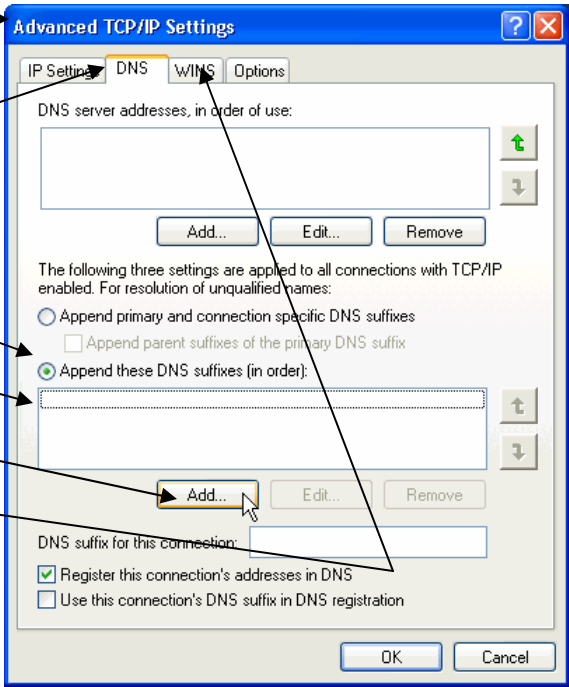 Advanced TCP/IP Settings
IP Settings DNS WINS Options
DNS server addresses, in order of use:
Add... Edit... Remove
The following three settings are applied to all connections with TCP/IP
enabled. For resolution of unqualified names:
Append primary and connection specific DNS suffixes
Append parent suffixes of the primary DNS suffix
Append these DNS suffixes (in order):
Add... Edit... Remove
DNS suffix for this connection:
Register this connection's addresses in DNS
Use this connection's DNS suffix in DNS registration
OK Cancel